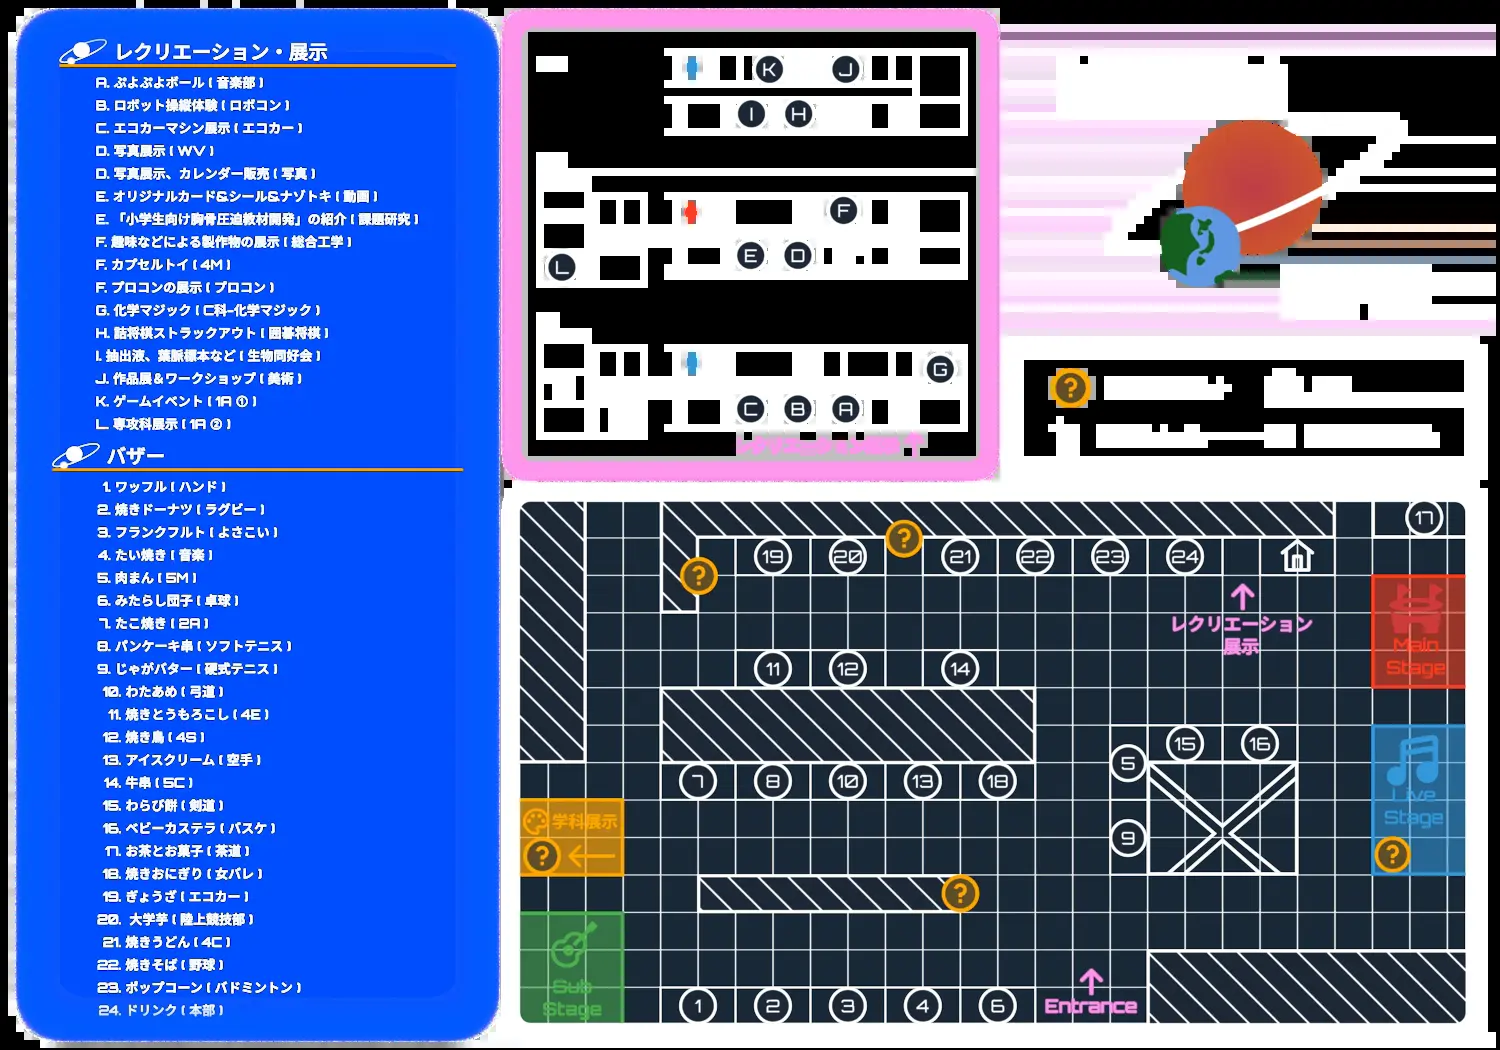 レクリエーション・展示
A. ぷよぷよボール ( 音楽部 )
B. ロボット操縦体験 ( ロボコン )
C. エコカーマシン展示 ( エコカー )
D. 写真展示 ( WV )
D. 写真展示、カレンダー販売 ( 写真 )
E. オリジナルカード&シール&ナゾトキ ( 動画 )
E. 「小学生向け胸骨圧迫教材開発」の紹介 ( 課題研究 )
F. 趣味などによる製作物の展示 ( 総合工学 )
F. カプセルトイ ( 4M )
F. プロコンの展示 ( プロコン )
G. 化学マジック ( C科-化学マジック )
H. 詰将棋ストラックアウト ( 囲碁将棋 )
I. 抽出液、葉脈標本など ( 生物同好会 )
J. 作品展&ワークショップ ( 美術 )
K. ゲームイベント ( 1A ① )
L. 専攻科展示 ( 1A ② )
バザー
1. ワッフル ( ハンド )
2. 焼きドーナツ ( ラグビー )
3. フランクフルト ( よさこい )
4. たい焼き ( 音楽 )
5. 肉まん ( 5M )
6. みたらし団子 ( 卓球 )
7. たこ焼き ( 2A )
8. パンケーキ串 ( ソフトテニス )
9. じゃがバター ( 硬式テニス )
10. わたあめ ( 弓道 )
11. 焼きとうもろこし ( 4E )
12. 焼き鳥 ( 4S )
13. アイスクリーム ( 空手 )
14. 牛串 ( 5C )
15. わらび餅 ( 剣道 )
16. ベビーカステラ ( バスケ )
17. お茶とお菓子 ( 茶道 )
18. 焼きおにぎり ( 女バレ )
19. ぎょうざ ( エコカー )
20. 大学芋 ( 陸上競技部 )
21. 焼きうどん ( 4C )
22. 焼きそば ( 野球 )
23. ポップコーン ( バドミントン )
24. ドリンク ( 本部 )
K J
I H
F
E D
L
G
C B A
?
17
19 20 ? 21 22 23 24
?
レクリエーション
展示
Main
Stage
11 12 14
15 16
5
7 8 10 13 18
Live
Stage
学科展示
9
? ←
?
?
Sub
Stage
1 2 3 4 6
Entrance